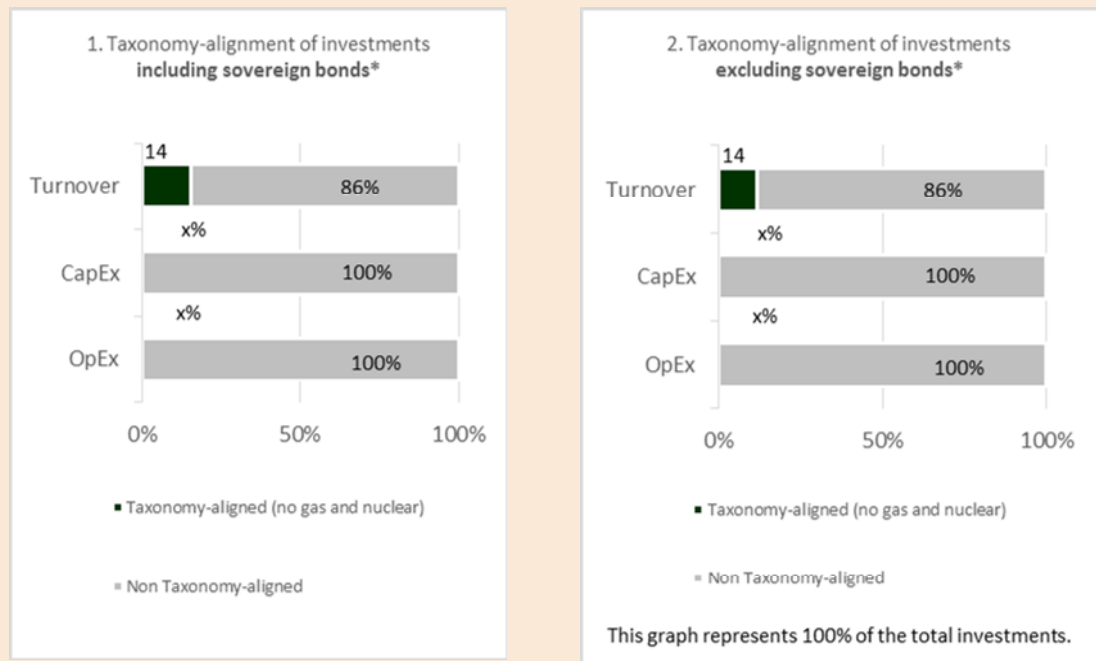 1. Taxonomy-alignment of investments
including sovereign bonds*
14
Turnover
86%
x%
CapEx
100%
x%
OpEx
100%
0%
50%
100%
Taxonomy-aligned (no gas and nuclear)
Non Taxonomy-aligned
2. Taxonomy-alignment of investments
excluding sovereign bonds*
14
Turnover
86%
x%
CapEx
100%
x%
OpEx
100%
0%
50%
100%
Taxonomy-aligned (no gas and nuclear)
Non Taxonomy-aligned
This graph represents 100% of the total investments.